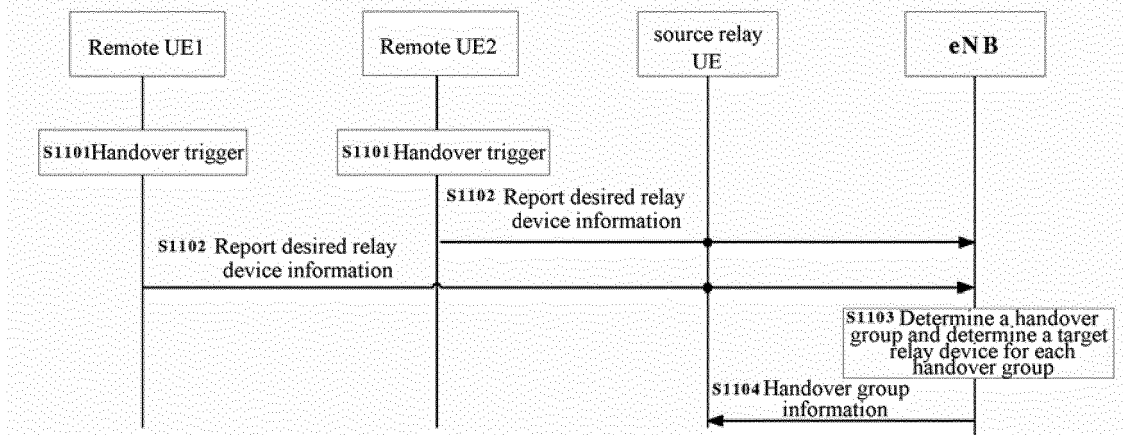 Remote UE1
Remote UE2
source relay
UE
eNB
S1101 Handover trigger
S1101 Handover trigger
S1102 Report desired relay
device information
S1102 Report desired relay
device information
S1103 Determine a handover
group and determine a target
relay device for each
handover group
S1104 Handover group
information